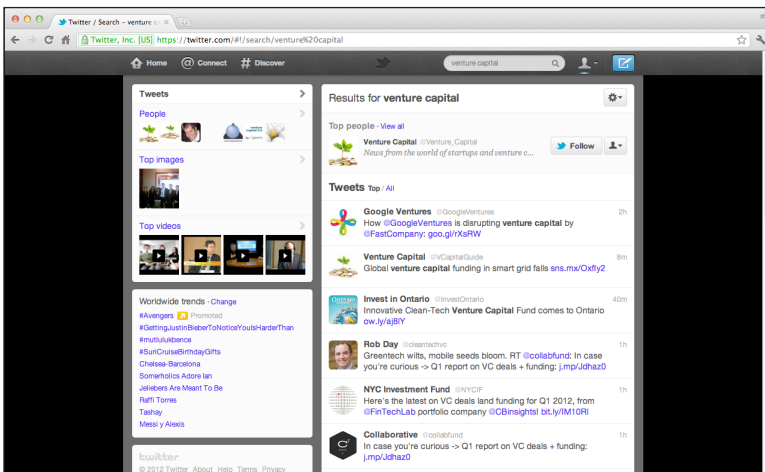 Twitter / Search – venture ca
Twitter, Inc. [US] https://twitter.com/#!/search/venture%20capital
Home @ Connect # Discover
venture capital
Tweets
People
Top images
Top videos
Worldwide trends · Change
#Avengers Promoted
#GettingJustinBieberToNoticeYouIsHarderThan
#mutlulukbence
#SuriCruiseBirthdayGifts
Chelsea-Barcelona
Somerholics Adore Ian
Jeliebers Are Meant To Be
Raffi Torres
Tashay
Messi y Alexis
twitter
© 2012 Twitter About Help Terms Privacy
Results for venture capital
Top people · View all
Venture Capital @Venture_Capital
News from the world of startups and venture c...
Follow
Tweets Top / All
Google Ventures @GoogleVentures 2h
How @GoogleVentures is disrupting venture capital by
@FastCompany: goo.gl/rXsRW
Venture Capital @VCapitalGuide 8m
Global venture capital funding in smart grid falls sns.mx/Oxfly2
Invest in Ontario @InvestOntario 40m
Innovative Clean-Tech Venture Capital Fund comes to Ontario
ow.ly/aj8lY
Rob Day @cleantechvc 1h
Greentech wilts, mobile seeds bloom. RT @collabfund: In case
you're curious -> Q1 report on VC deals + funding: j.mp/Jdhaz0
NYC Investment Fund @NYCIF 1h
Here's the latest on VC deals land funding for Q1 2012, from
@FinTechLab portfolio company @CBinsights! bit.ly/IM10RI
Collaborative @collabfund 1h
In case you're curious -> Q1 report on VC deals + funding:
j.mp/Jdhaz0